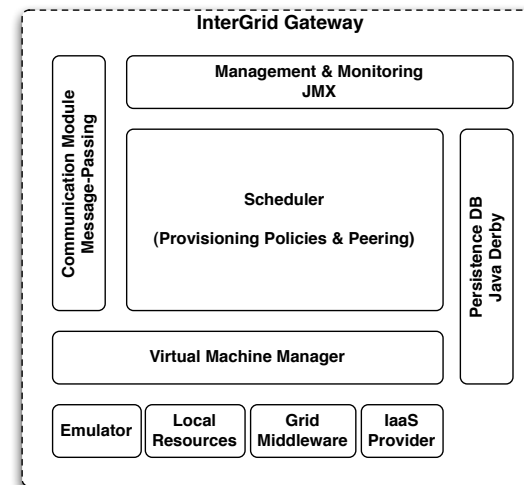 InterGrid Gateway
Communication Module
Message-Passing
Management & Monitoring
JMX
Scheduler
(Provisioning Policies & Peering)
Persistence DB
Java Derby
Virtual Machine Manager
Emulator
Local
Resources
Grid
Middleware
IaaS
Provider